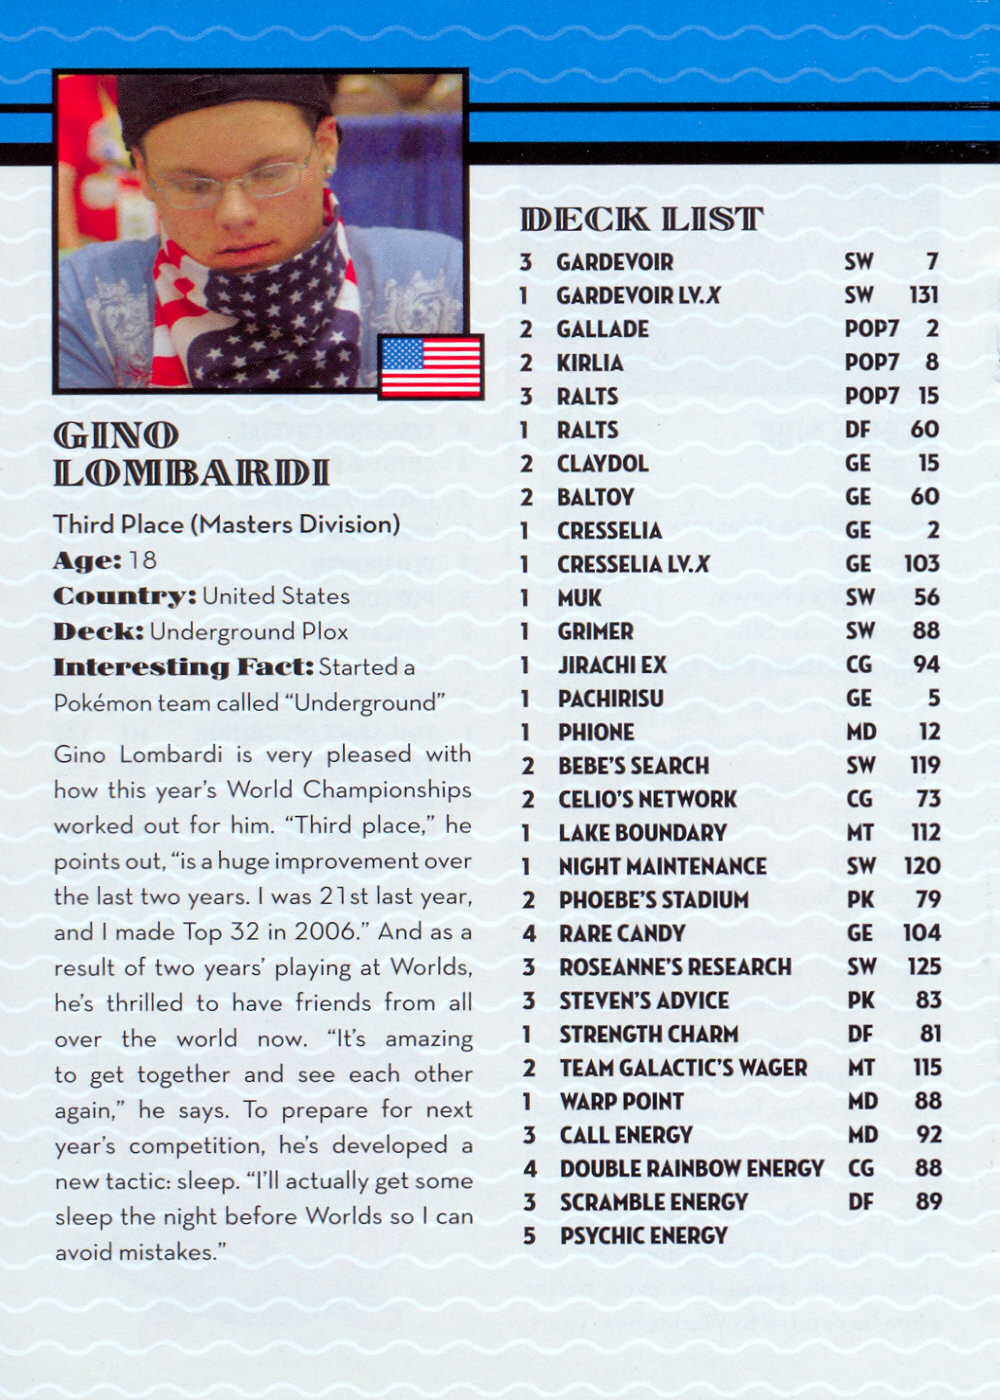 GINO
LOMBARDI
Third Place (Masters Division)
Age: 18
Country: United States
Deck: Underground Plox
Interesting Fact: Started a
Pokémon team called “Underground”
Gino Lombardi is very pleased with
how this year’s World Championships
worked out for him. “Third place,” he
points out, “is a huge improvement over
the last two years. I was 21st last year,
and I made Top 32 in 2006.” And as a
result of two years’ playing at Worlds,
he’s thrilled to have friends from all
over the world now. “It’s amazing
to get together and see each other
again,” he says. To prepare for next
year’s competition, he’s developed a
new tactic: sleep. “I’ll actually get some
sleep the night before Worlds so I can
avoid mistakes.”
DECK LIST
3 GARDEVOIR SW 7
1 GARDEVOIR LV.X SW 131
2 GALLADE POP7 2
2 KIRLIA POP7 8
3 RALTS POP7 15
1 RALTS DF 60
2 CLAYDOL GE 15
2 BALTOY GE 60
1 CRESSELIA GE 2
1 CRESSELIA LV.X GE 103
1 MUK SW 56
1 GRIMER SW 88
1 JIRACHI EX CG 94
1 PACHIRISU GE 5
1 PHIONE MD 12
2 BEBE’S SEARCH SW 119
2 CELIO’S NETWORK CG 73
1 LAKE BOUNDARY MT 112
1 NIGHT MAINTENANCE SW 120
2 PHOEBE’S STADIUM PK 79
4 RARE CANDY GE 104
3 ROSEANNE’S RESEARCH SW 125
3 STEVEN’S ADVICE PK 83
1 STRENGTH CHARM DF 81
2 TEAM GALACTIC’S WAGER MT 115
1 WARP POINT MD 88
3 CALL ENERGY MD 92
4 DOUBLE RAINBOW ENERGY CG 88
3 SCRAMBLE ENERGY DF 89
5 PSYCHIC ENERGY